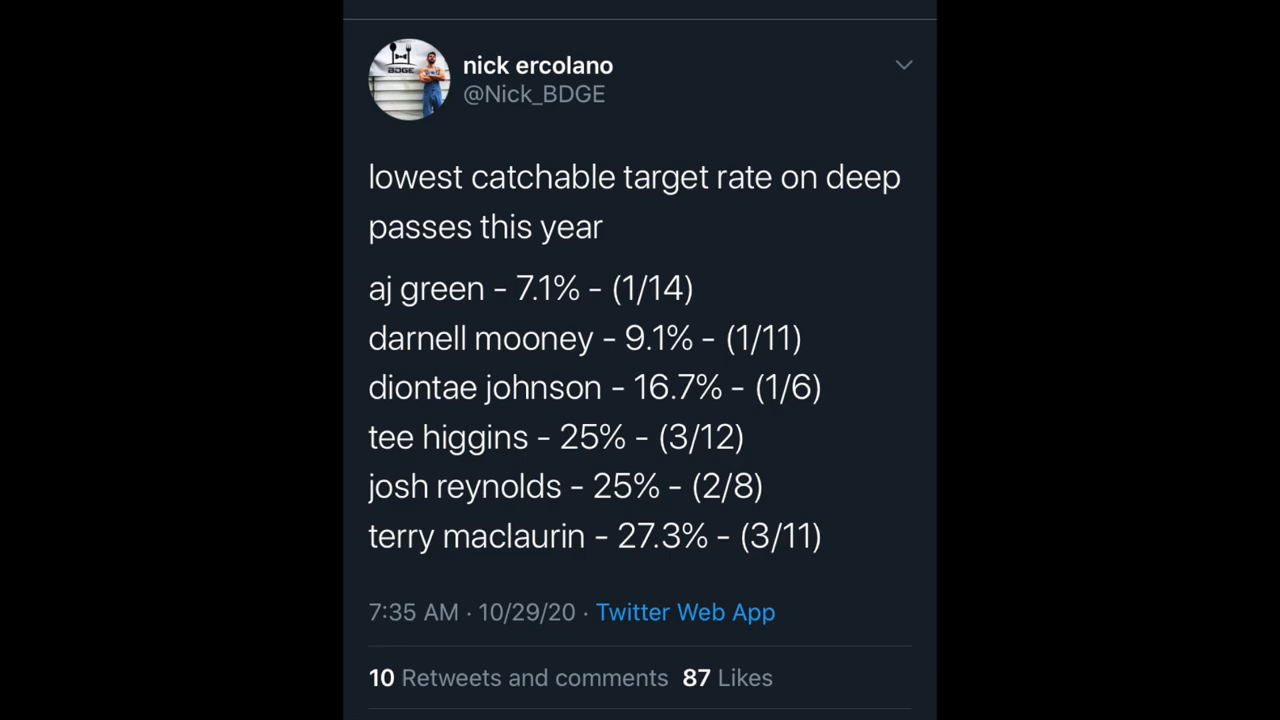 BDGE
nick ercolano
@Nick_BDGE
lowest catchable target rate on deep
passes this year
aj green - 7.1% - (1/14)
darnell mooney - 9.1% - (1/11)
diontae johnson - 16.7% - (1/6)
tee higgins - 25% - (3/12)
josh reynolds - 25% - (2/8)
terry maclaurin - 27.3% - (3/11)
7:35 AM · 10/29/20 · Twitter Web App
10 Retweets and comments 87 Likes